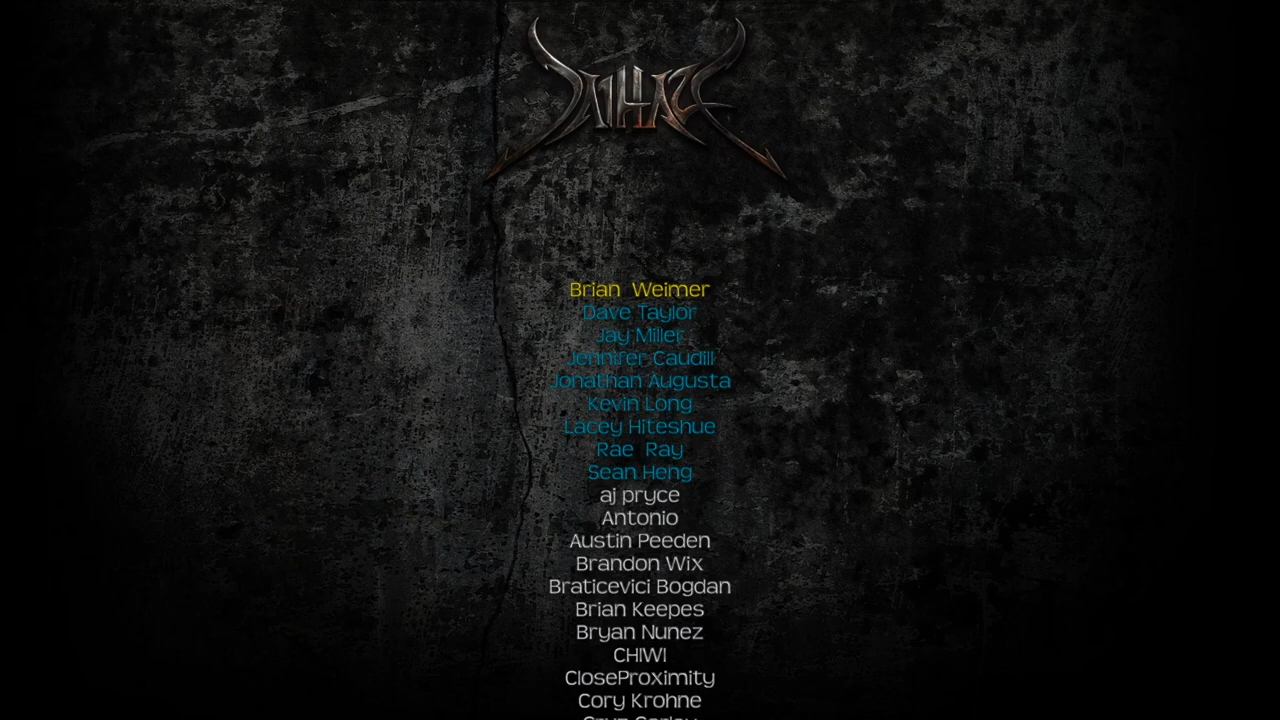 Brian Weimer
Dave Taylor
Jay Miller
Jennifer Caudill
Jonathan Augusta
Kevin Long
Lacey Hiteshue
Rae Ray
Sean Heng
aj pryce
Antonio
Austin Peeden
Brandon Wix
Braticevici Bogdan
Brian Keepes
Bryan Nunez
CHIWI
CloseProximity
Cory Krohne